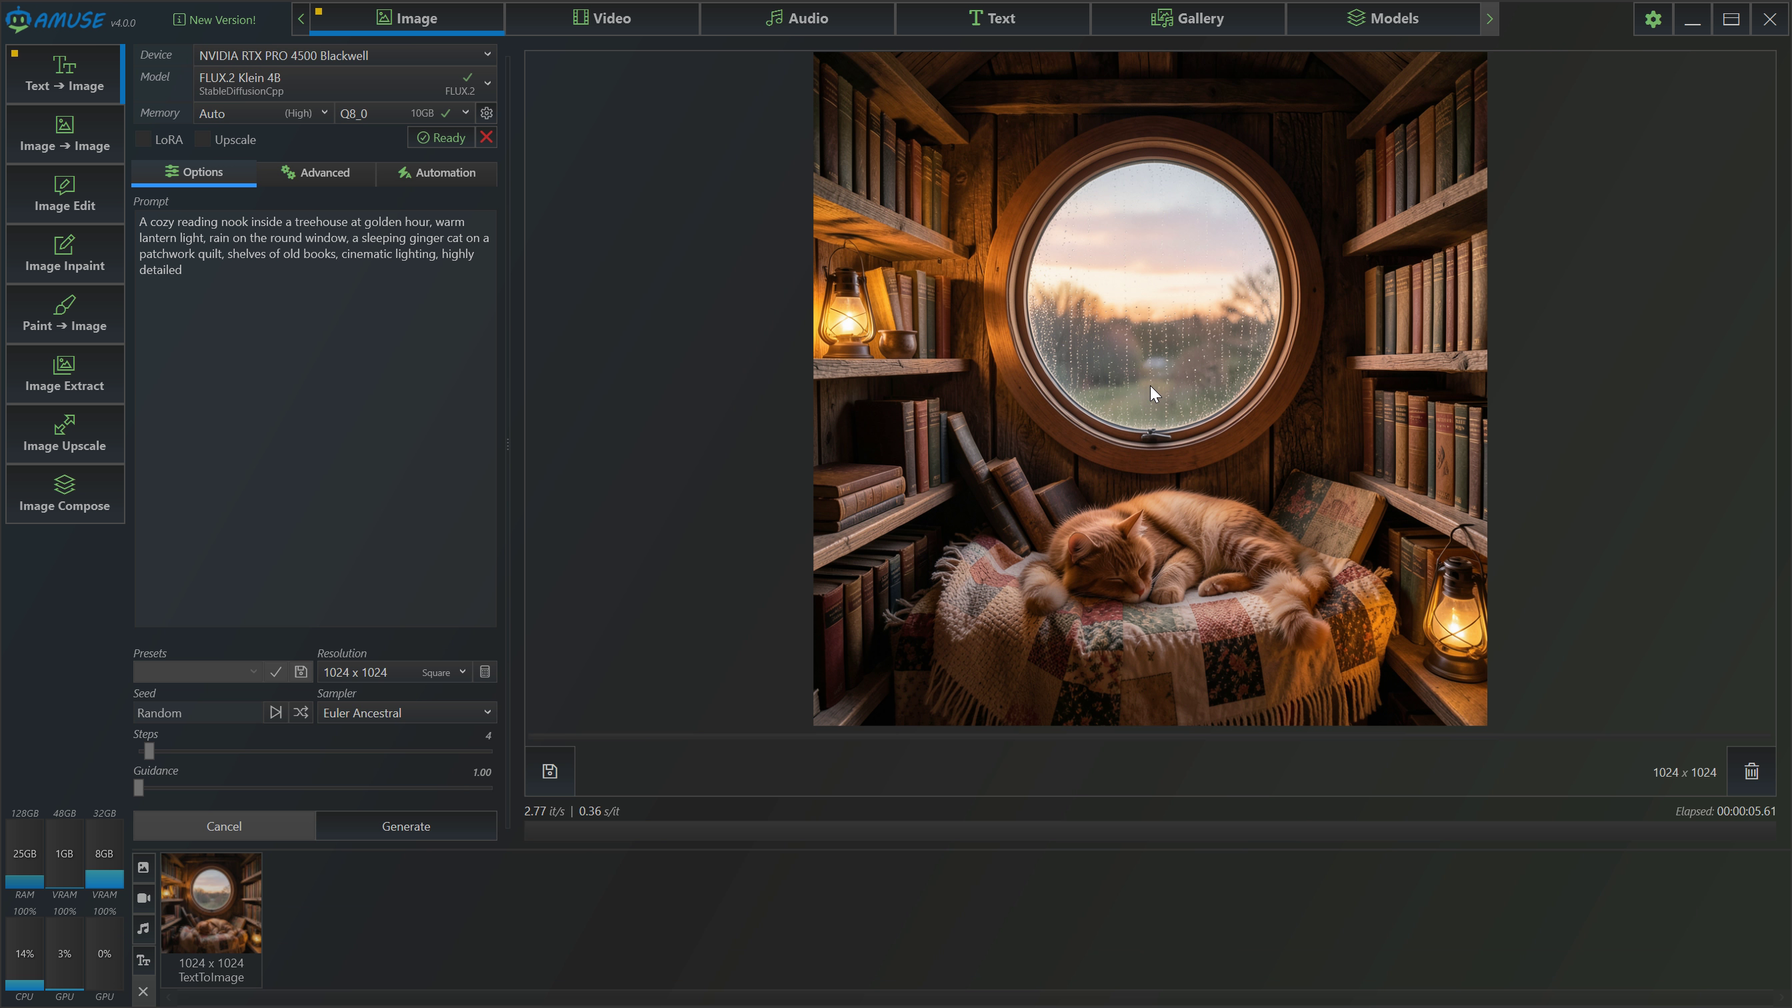 AMUSE v4.0.0
New Version!
Image
Video
Audio
Text
Gallery
Models
Text → Image
Image → Image
Image Edit
Image Inpaint
Paint → Image
Image Extract
Image Upscale
Image Compose
Device
NVIDIA RTX PRO 4500 Blackwell
Model
FLUX.2 Klein 4B
StableDiffusionCpp
FLUX.2
Memory
Auto (High)
Q8_0 10GB
LoRA
Upscale
Ready
Options
Advanced
Automation
Prompt
A cozy reading nook inside a treehouse at golden hour, warm
lantern light, rain on the round window, a sleeping ginger cat on a
patchwork quilt, shelves of old books, cinematic lighting, highly
detailed
Presets
Resolution
1024 x 1024 Square
Seed
Sampler
Random
Euler Ancestral
Steps
4
Guidance
1.00
Cancel
Generate
1024 x 1024
2.77 it/s | 0.36 s/it
Elapsed: 00:00:05.61
128GB 48GB 32GB
25GB 1GB 8GB
RAM VRAM VRAM
100% 100% 100%
14% 3% 0%
CPU GPU GPU
1024 x 1024
TextToImage